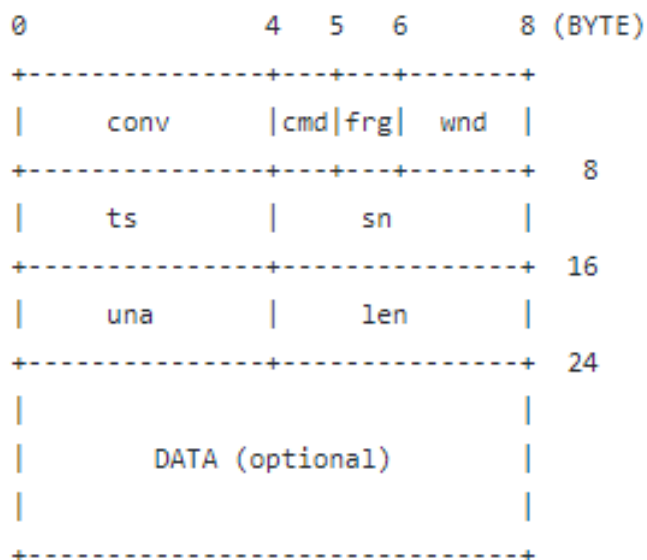 0               4   5   6       8 (BYTE)
+---------------+---+---+-------+
|     conv      |cmd|frg|  wnd  |
+---------------+---+---+-------+   8
|     ts        |     sn        |
+---------------+---------------+  16
|     una       |     len       |
+---------------+---------------+  24
|                               |
|        DATA (optional)        |
|                               |
+-------------------------------+